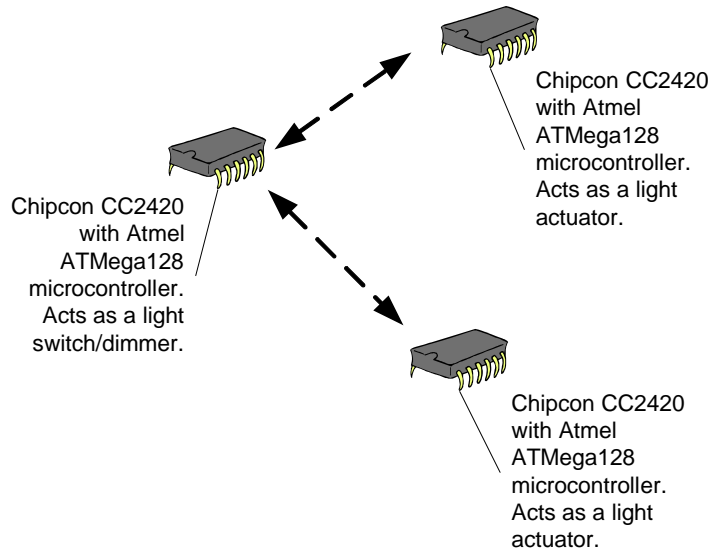 Chipcon CC2420
with Atmel
ATMega128
microcontroller.
Acts as a light
actuator.
Chipcon CC2420
with Atmel
ATMega128
microcontroller.
Acts as a light
switch/dimmer.
Chipcon CC2420
with Atmel
ATMega128
microcontroller.
Acts as a light
actuator.